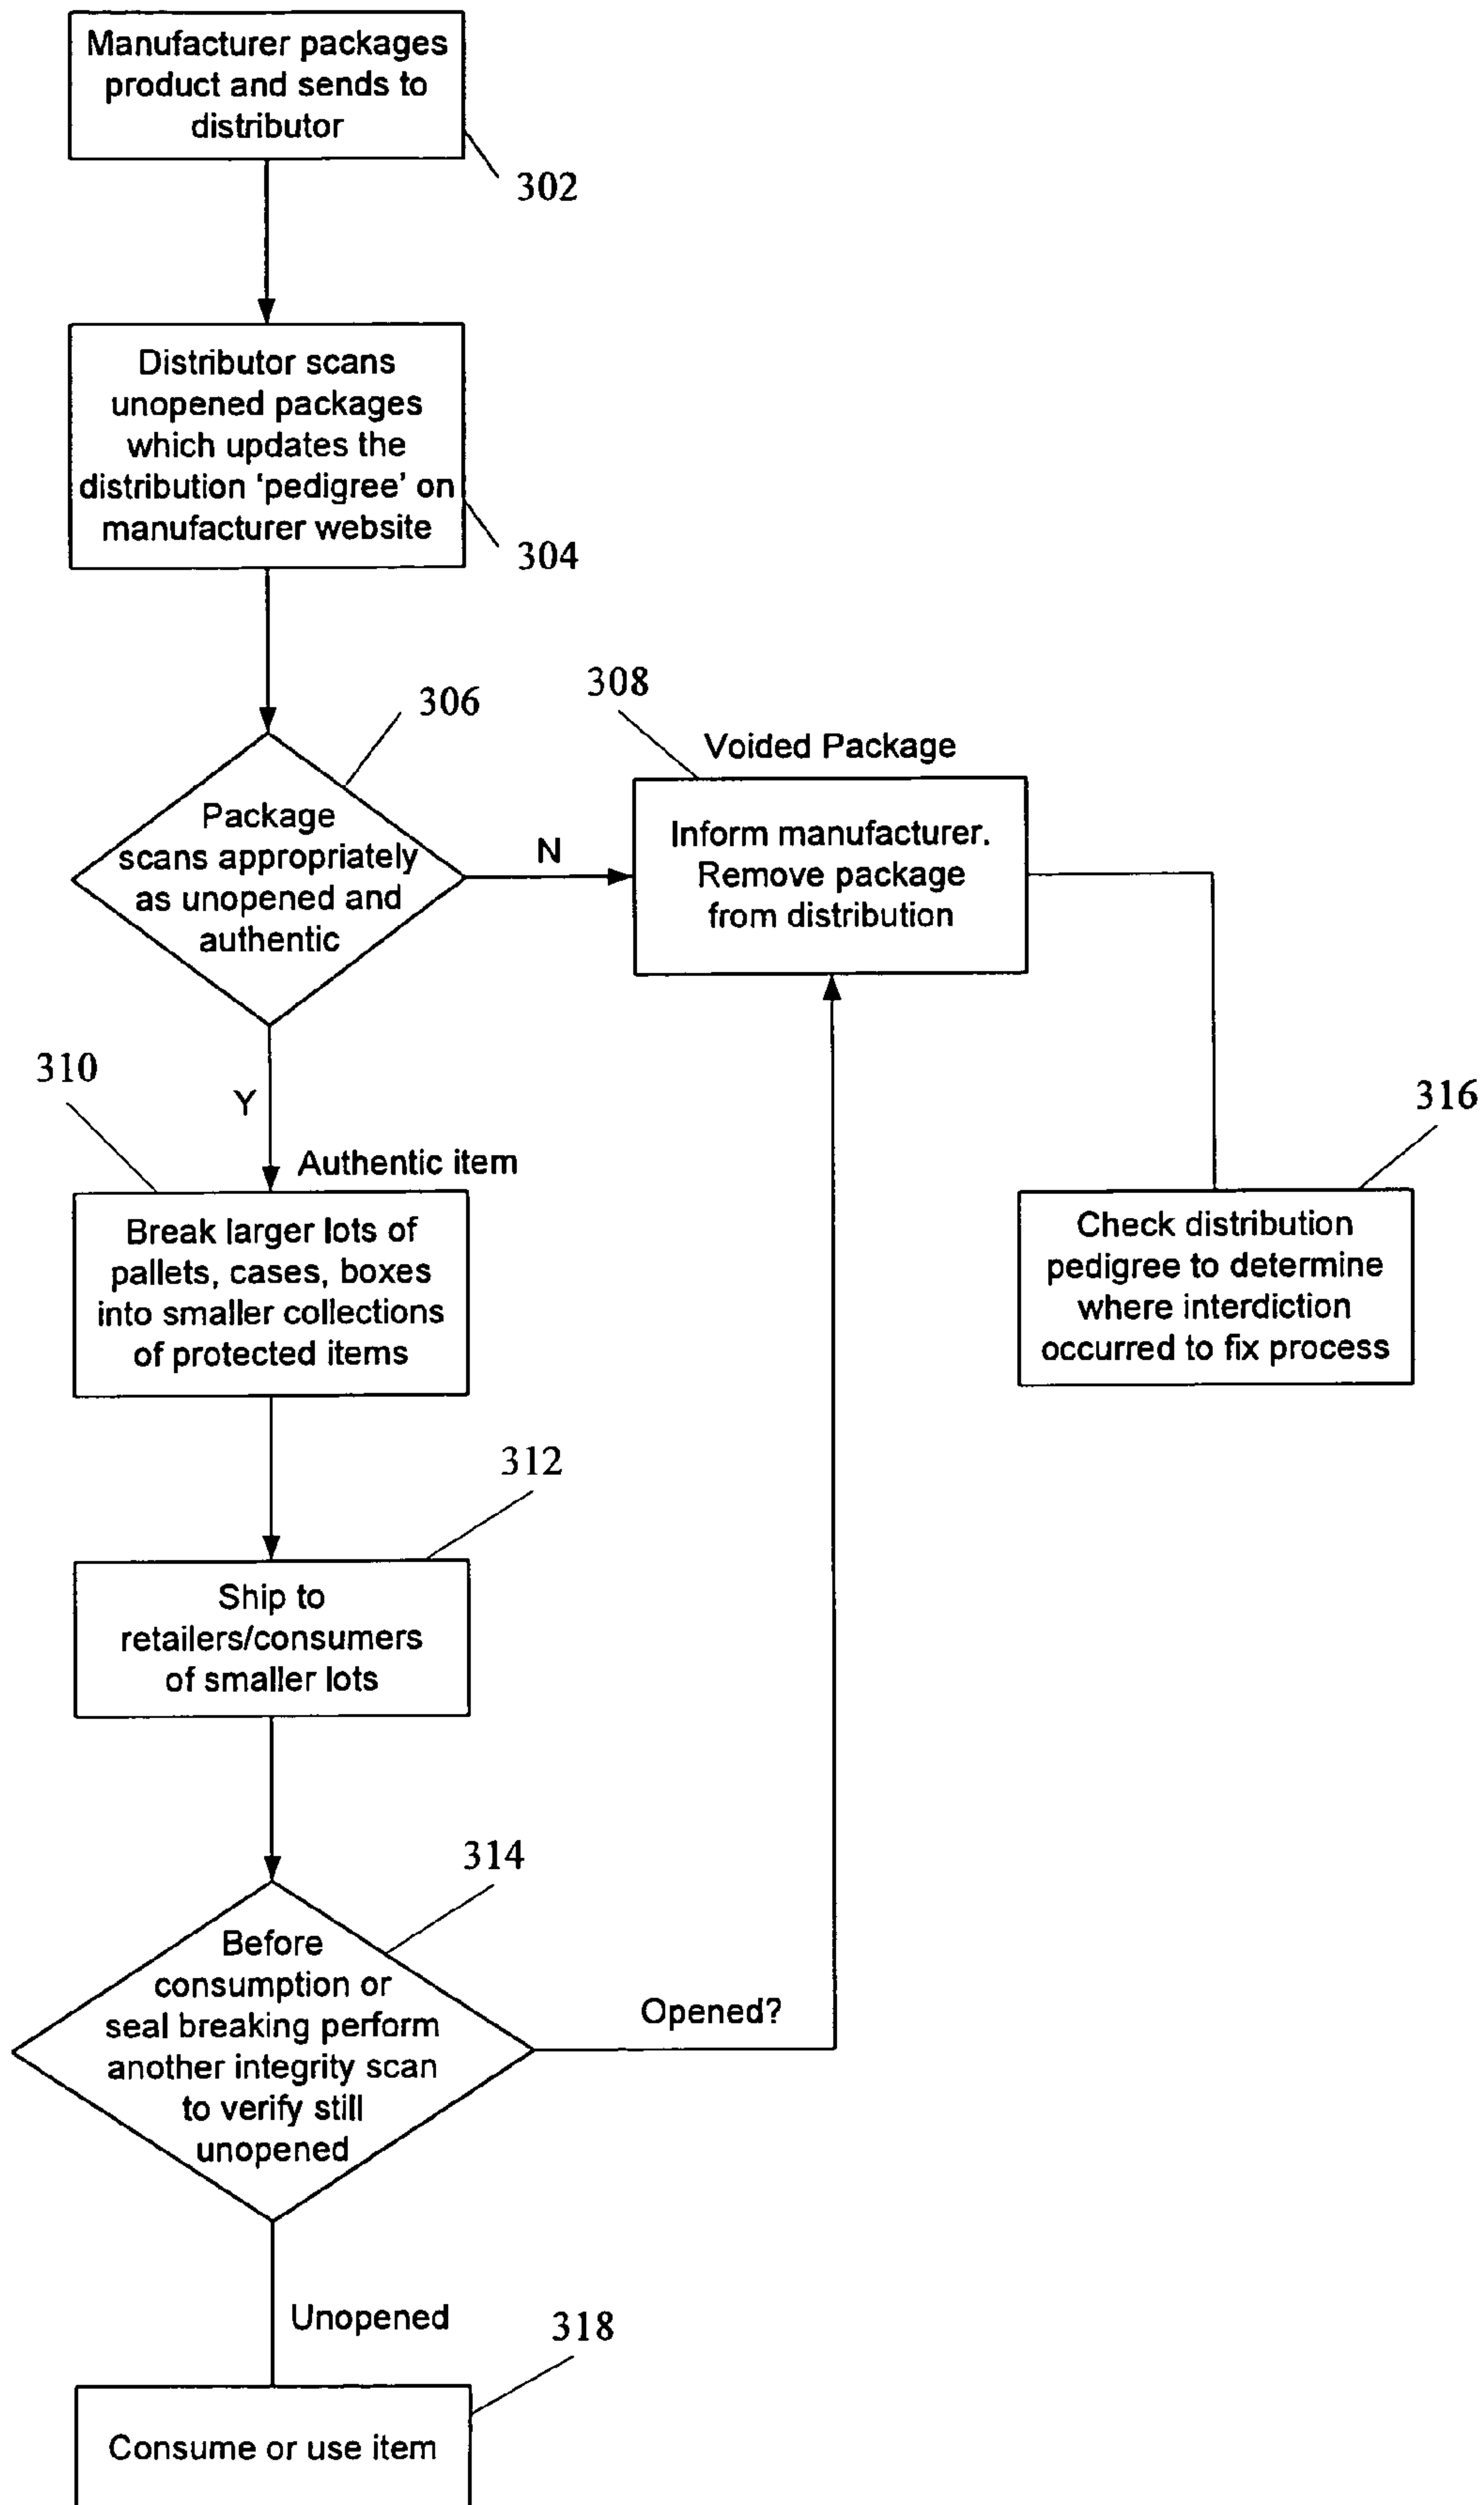 Manufacturer packages
product and sends to
distributor
302
Distributor scans
unopened packages
which updates the
distribution ‘pedigree’ on
manufacturer website
304
306
Package
scans appropriately
as unopened and
authentic
N
308
Voided Package
Inform manufacturer.
Remove package
from distribution
Y
310
Authentic item
Break larger lots of
pallets, cases, boxes
into smaller collections
of protected items
316
Check distribution
pedigree to determine
where interdiction
occurred to fix process
312
Ship to
retailers/consumers
of smaller lots
314
Before
consumption or
seal breaking perform
another integrity scan
to verify still
unopened
Opened?
Unopened
318
Consume or use item